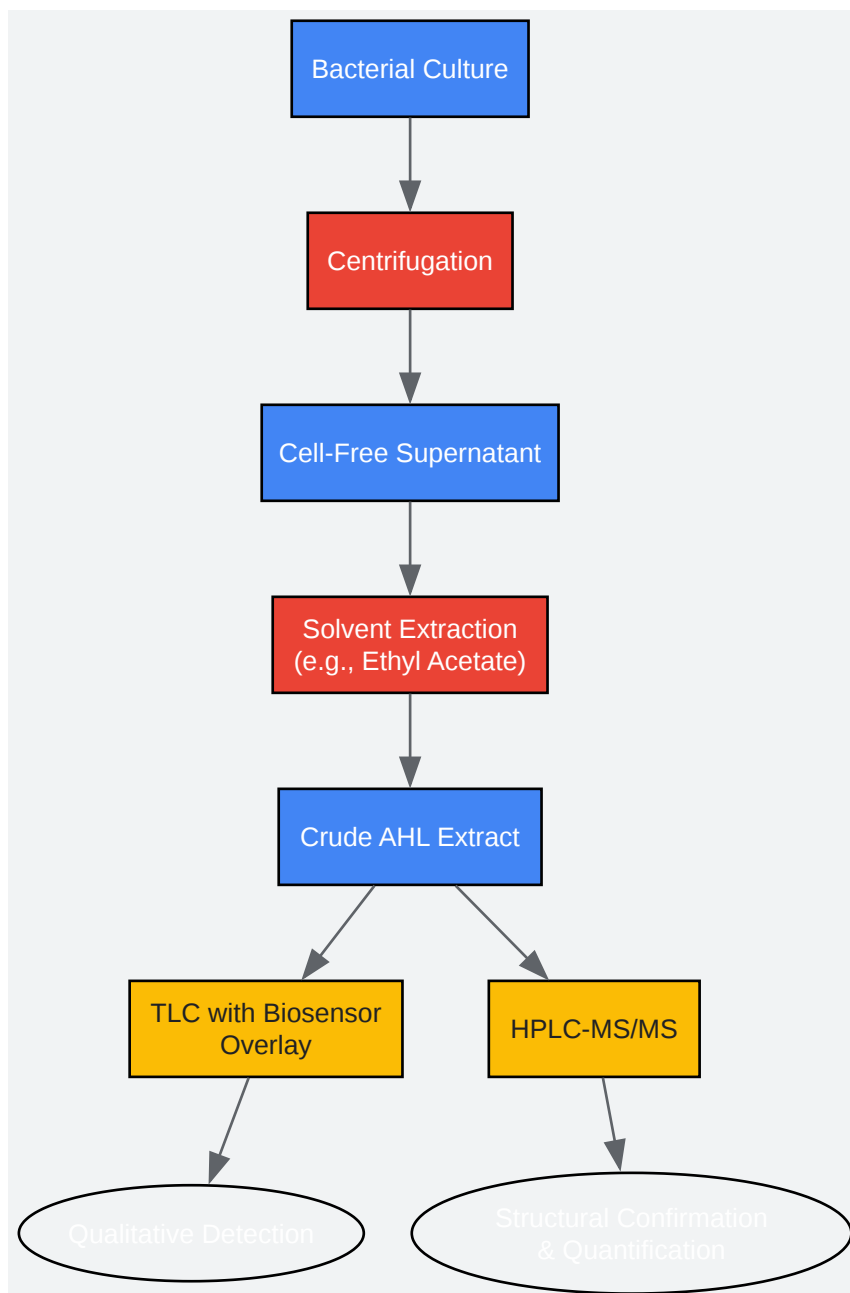 Bacterial Culture
Centrifugation
Cell-Free Supernatant
Solvent Extraction
(e.g., Ethyl Acetate)
Crude AHL Extract
TLC with Biosensor
Overlay
HPLC-MS/MS
Qualitative Detection
Structural Confirmation
& Quantification